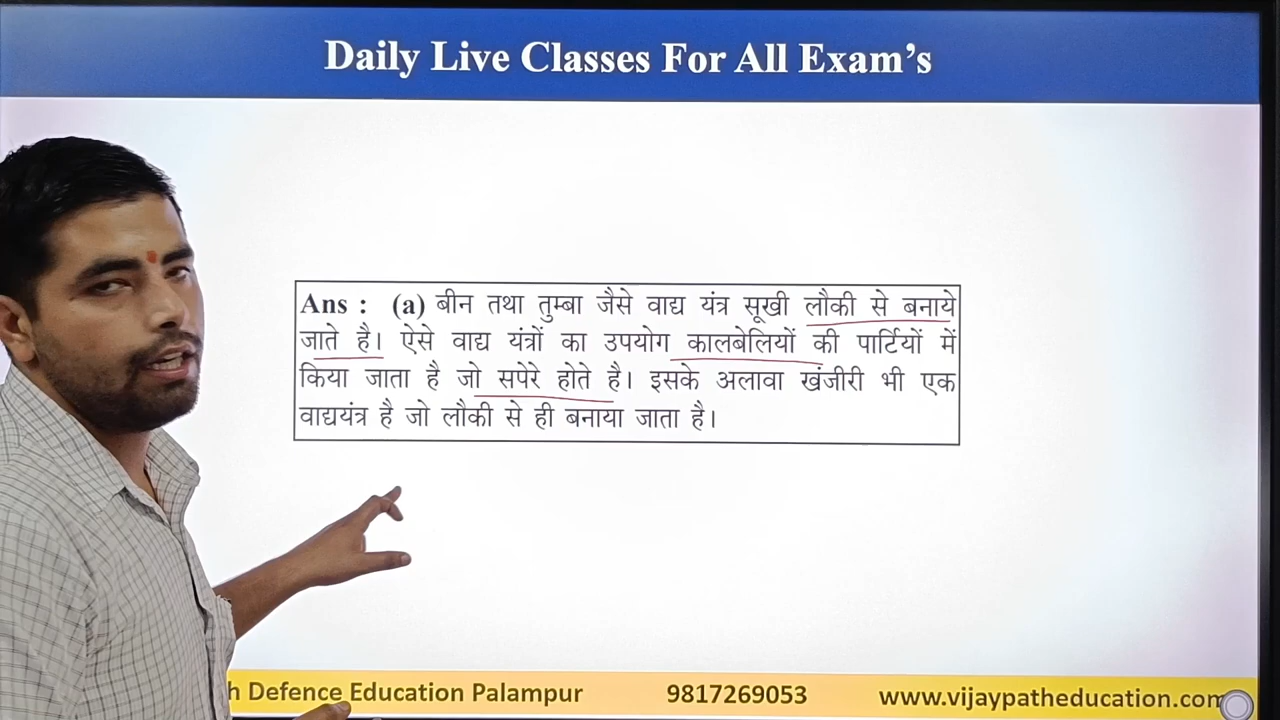 Daily Live Classes For All Exam's
Ans : (a) बीन तथा तुम्बा जैसे वाद्य यंत्र सूखी लौकी से बनाये
जाते है। ऐसे वाद्य यंत्रों का उपयोग कालबेलियों की पार्टियों में
किया जाता है जो सपेरे होते है। इसके अलावा खंजीरी भी एक
वाद्ययंत्र है जो लौकी से ही बनाया जाता है।
h Defence Education Palampur 9817269053 www.vijaypatheducation.com